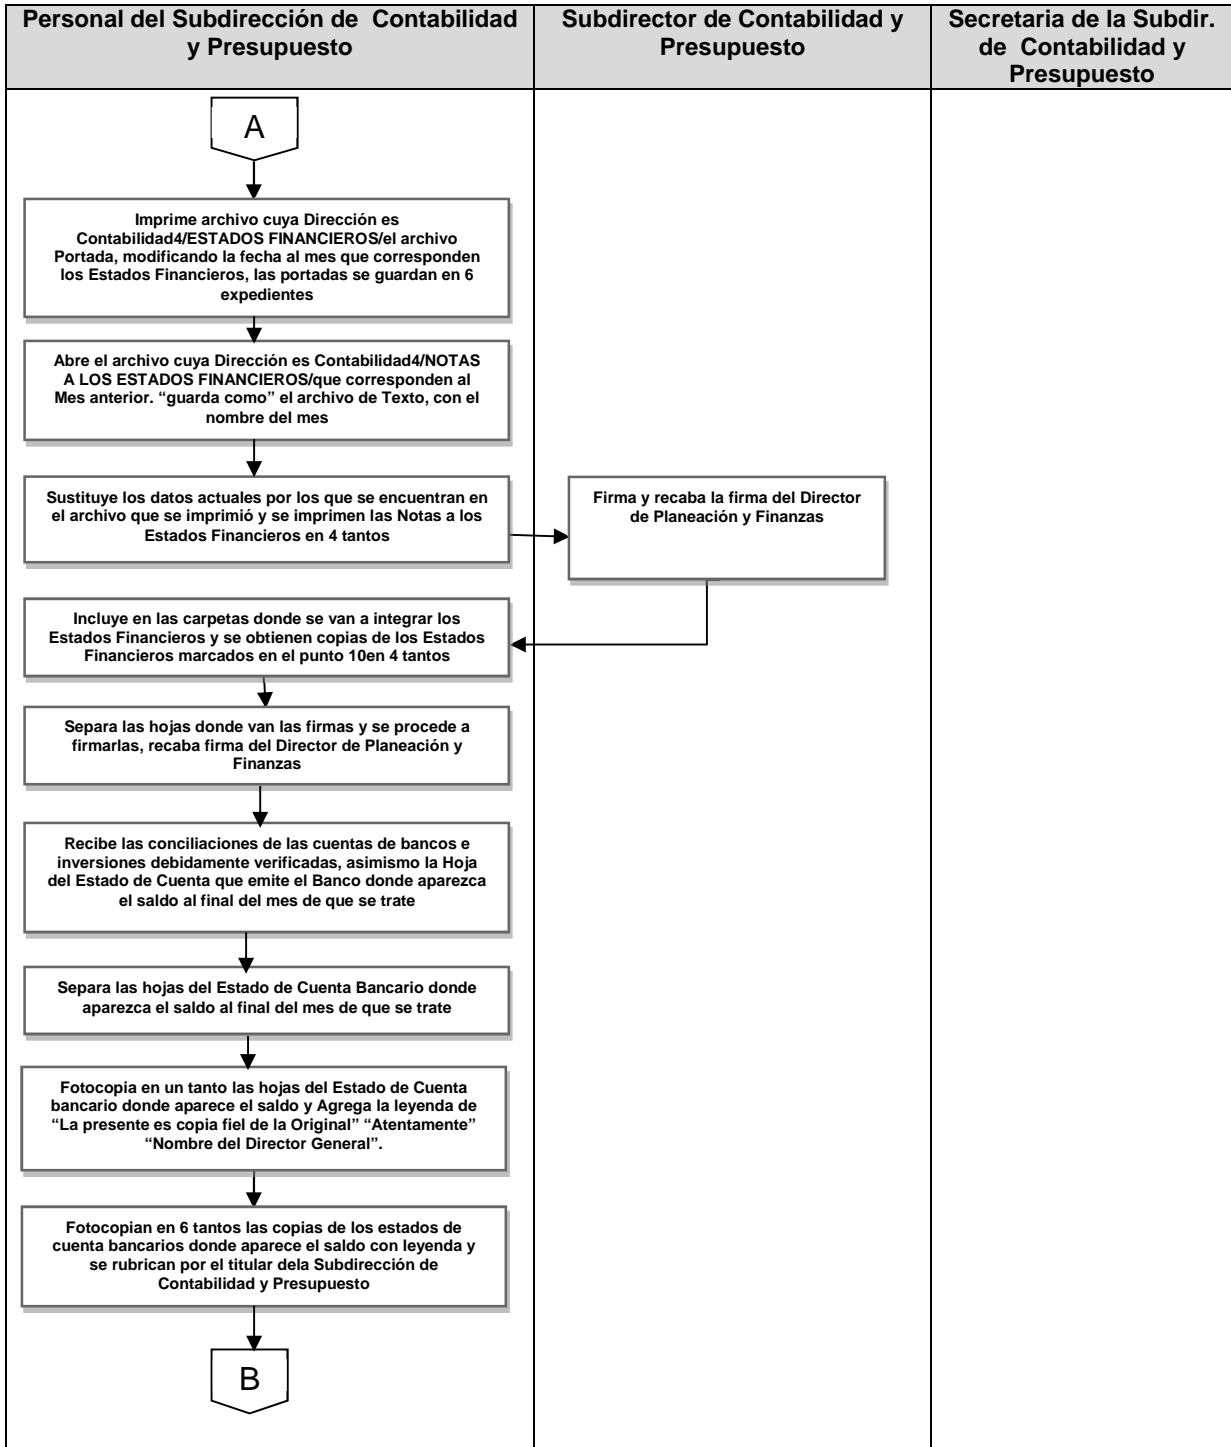 Personal del Subdirección de Contabilidad
y Presupuesto
Subdirector de Contabilidad y
Presupuesto
Secretaria de la Subdir.
de Contabilidad y
Presupuesto
A
Imprime archivo cuya Dirección es
Contabilidad4/ESTADOS FINANCIEROS/el archivo
Portada, modificando la fecha al mes que corresponden
los Estados Financieros, las portadas se guardan en 6
expedientes
Abre el archivo cuya Dirección es Contabilidad4/NOTAS
A LOS ESTADOS FINANCIEROS/que corresponden al
Mes anterior. “guarda como” el archivo de Texto, con el
nombre del mes
Sustituye los datos actuales por los que se encuentran en
el archivo que se imprimió y se imprimen las Notas a los
Estados Financieros en 4 tantos
Firma y recaba la firma del Director
de Planeación y Finanzas
Incluye en las carpetas donde se van a integrar los
Estados Financieros y se obtienen copias de los Estados
Financieros marcados en el punto 10en 4 tantos
Separa las hojas donde van las firmas y se procede a
firmarlas, recaba firma del Director de Planeación y
Finanzas
Recibe las conciliaciones de las cuentas de bancos e
inversiones debidamente verificadas, asimismo la Hoja
del Estado de Cuenta que emite el Banco donde aparezca
el saldo al final del mes de que se trate
Separa las hojas del Estado de Cuenta Bancario donde
aparezca el saldo al final del mes de que se trate
Fotocopia en un tanto las hojas del Estado de Cuenta
bancario donde aparece el saldo y Agrega la leyenda de
“La presente es copia fiel de la Original” “Atentamente”
“Nombre del Director General”.
Fotocopian en 6 tantos las copias de los estados de
cuenta bancarios donde aparece el saldo con leyenda y
se rubrican por el titular dela Subdirección de
Contabilidad y Presupuesto
B